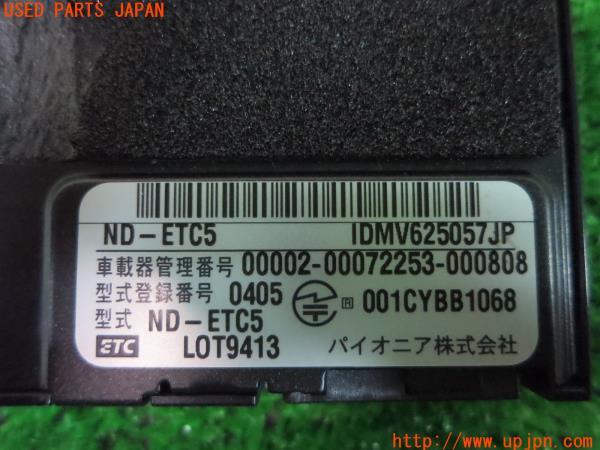 USED PARTS JAPAN
ND-ETC5 IDMV625057JP
車載器管理番号 00002-00072253-000808
型式登録番号 0405 R 001CYBB1068
型式 ND-ETC5
ETC LOT9413 パイオニア株式会社
http://www.upjpn.com/